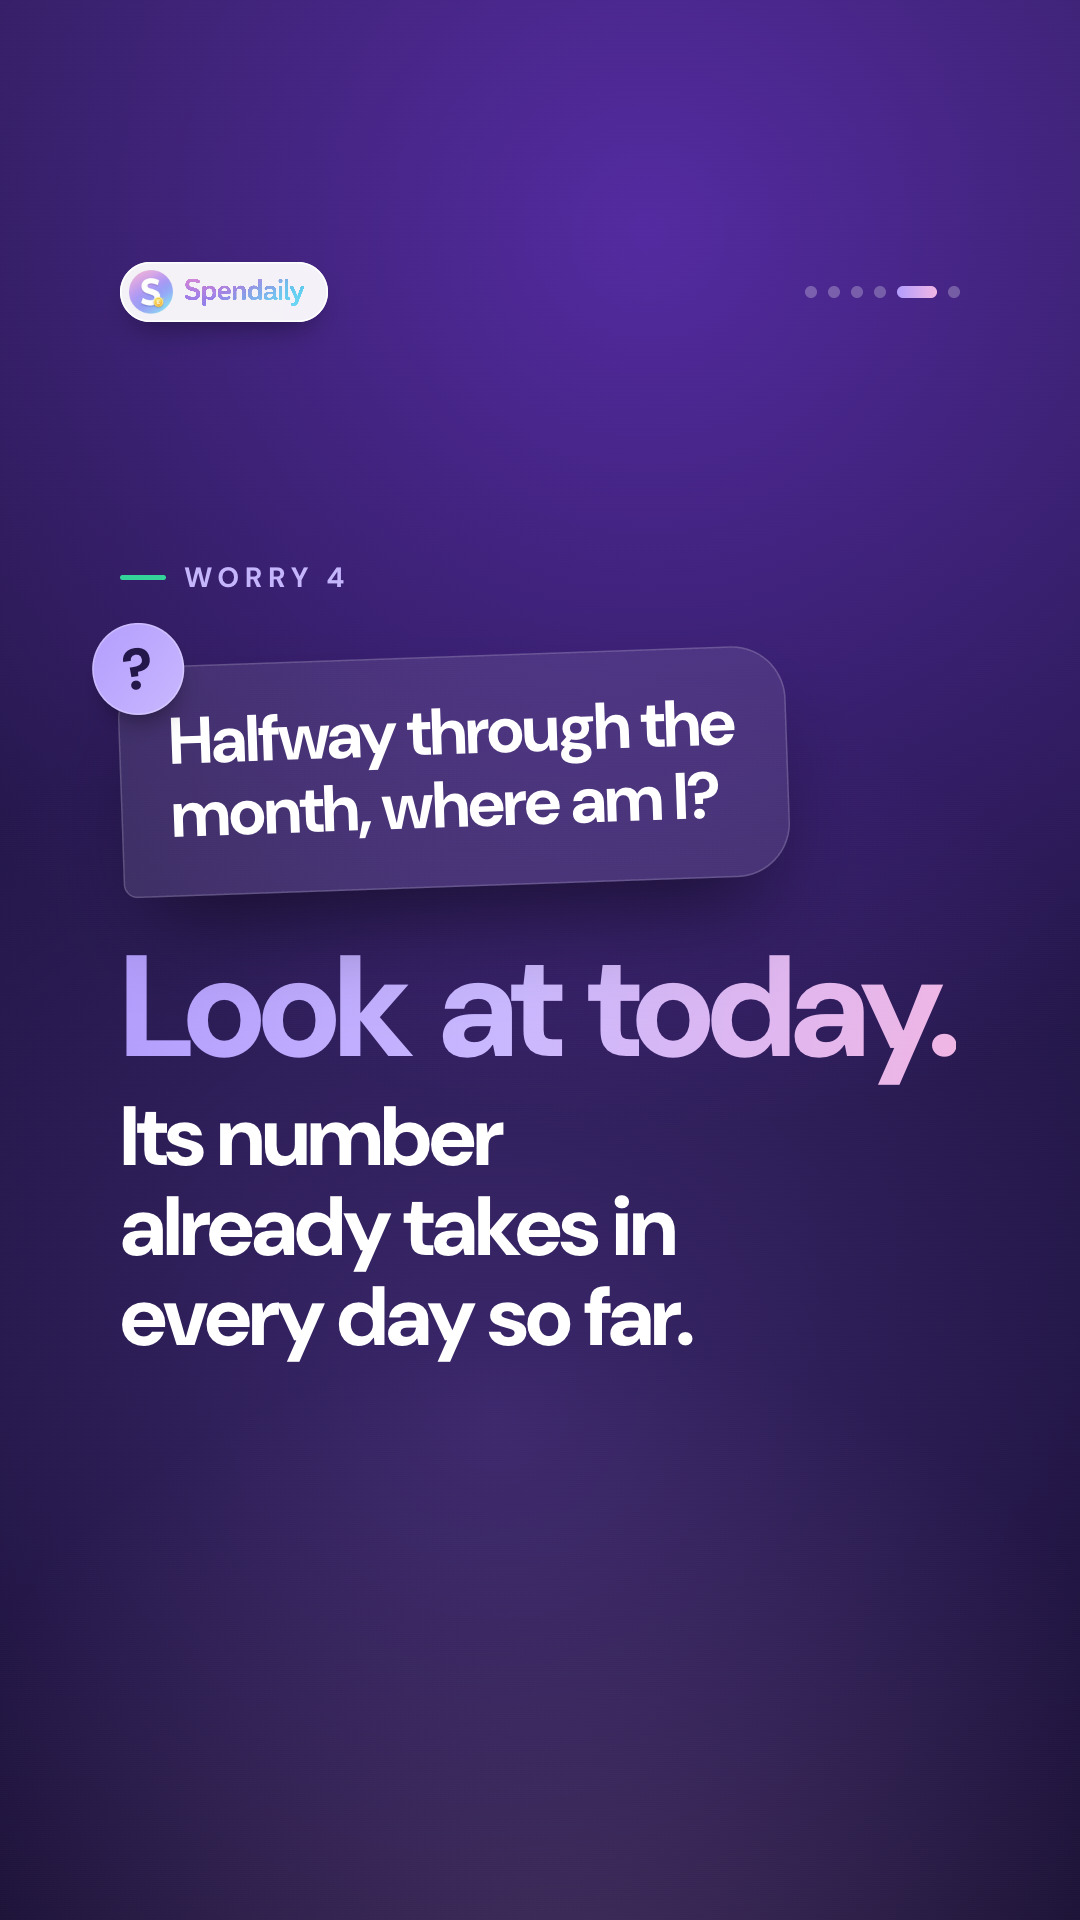 Spendaily
WORRY 4
?
Halfway through the
month, where am I?
Look at today.
Its number
already takes in
every day so far.